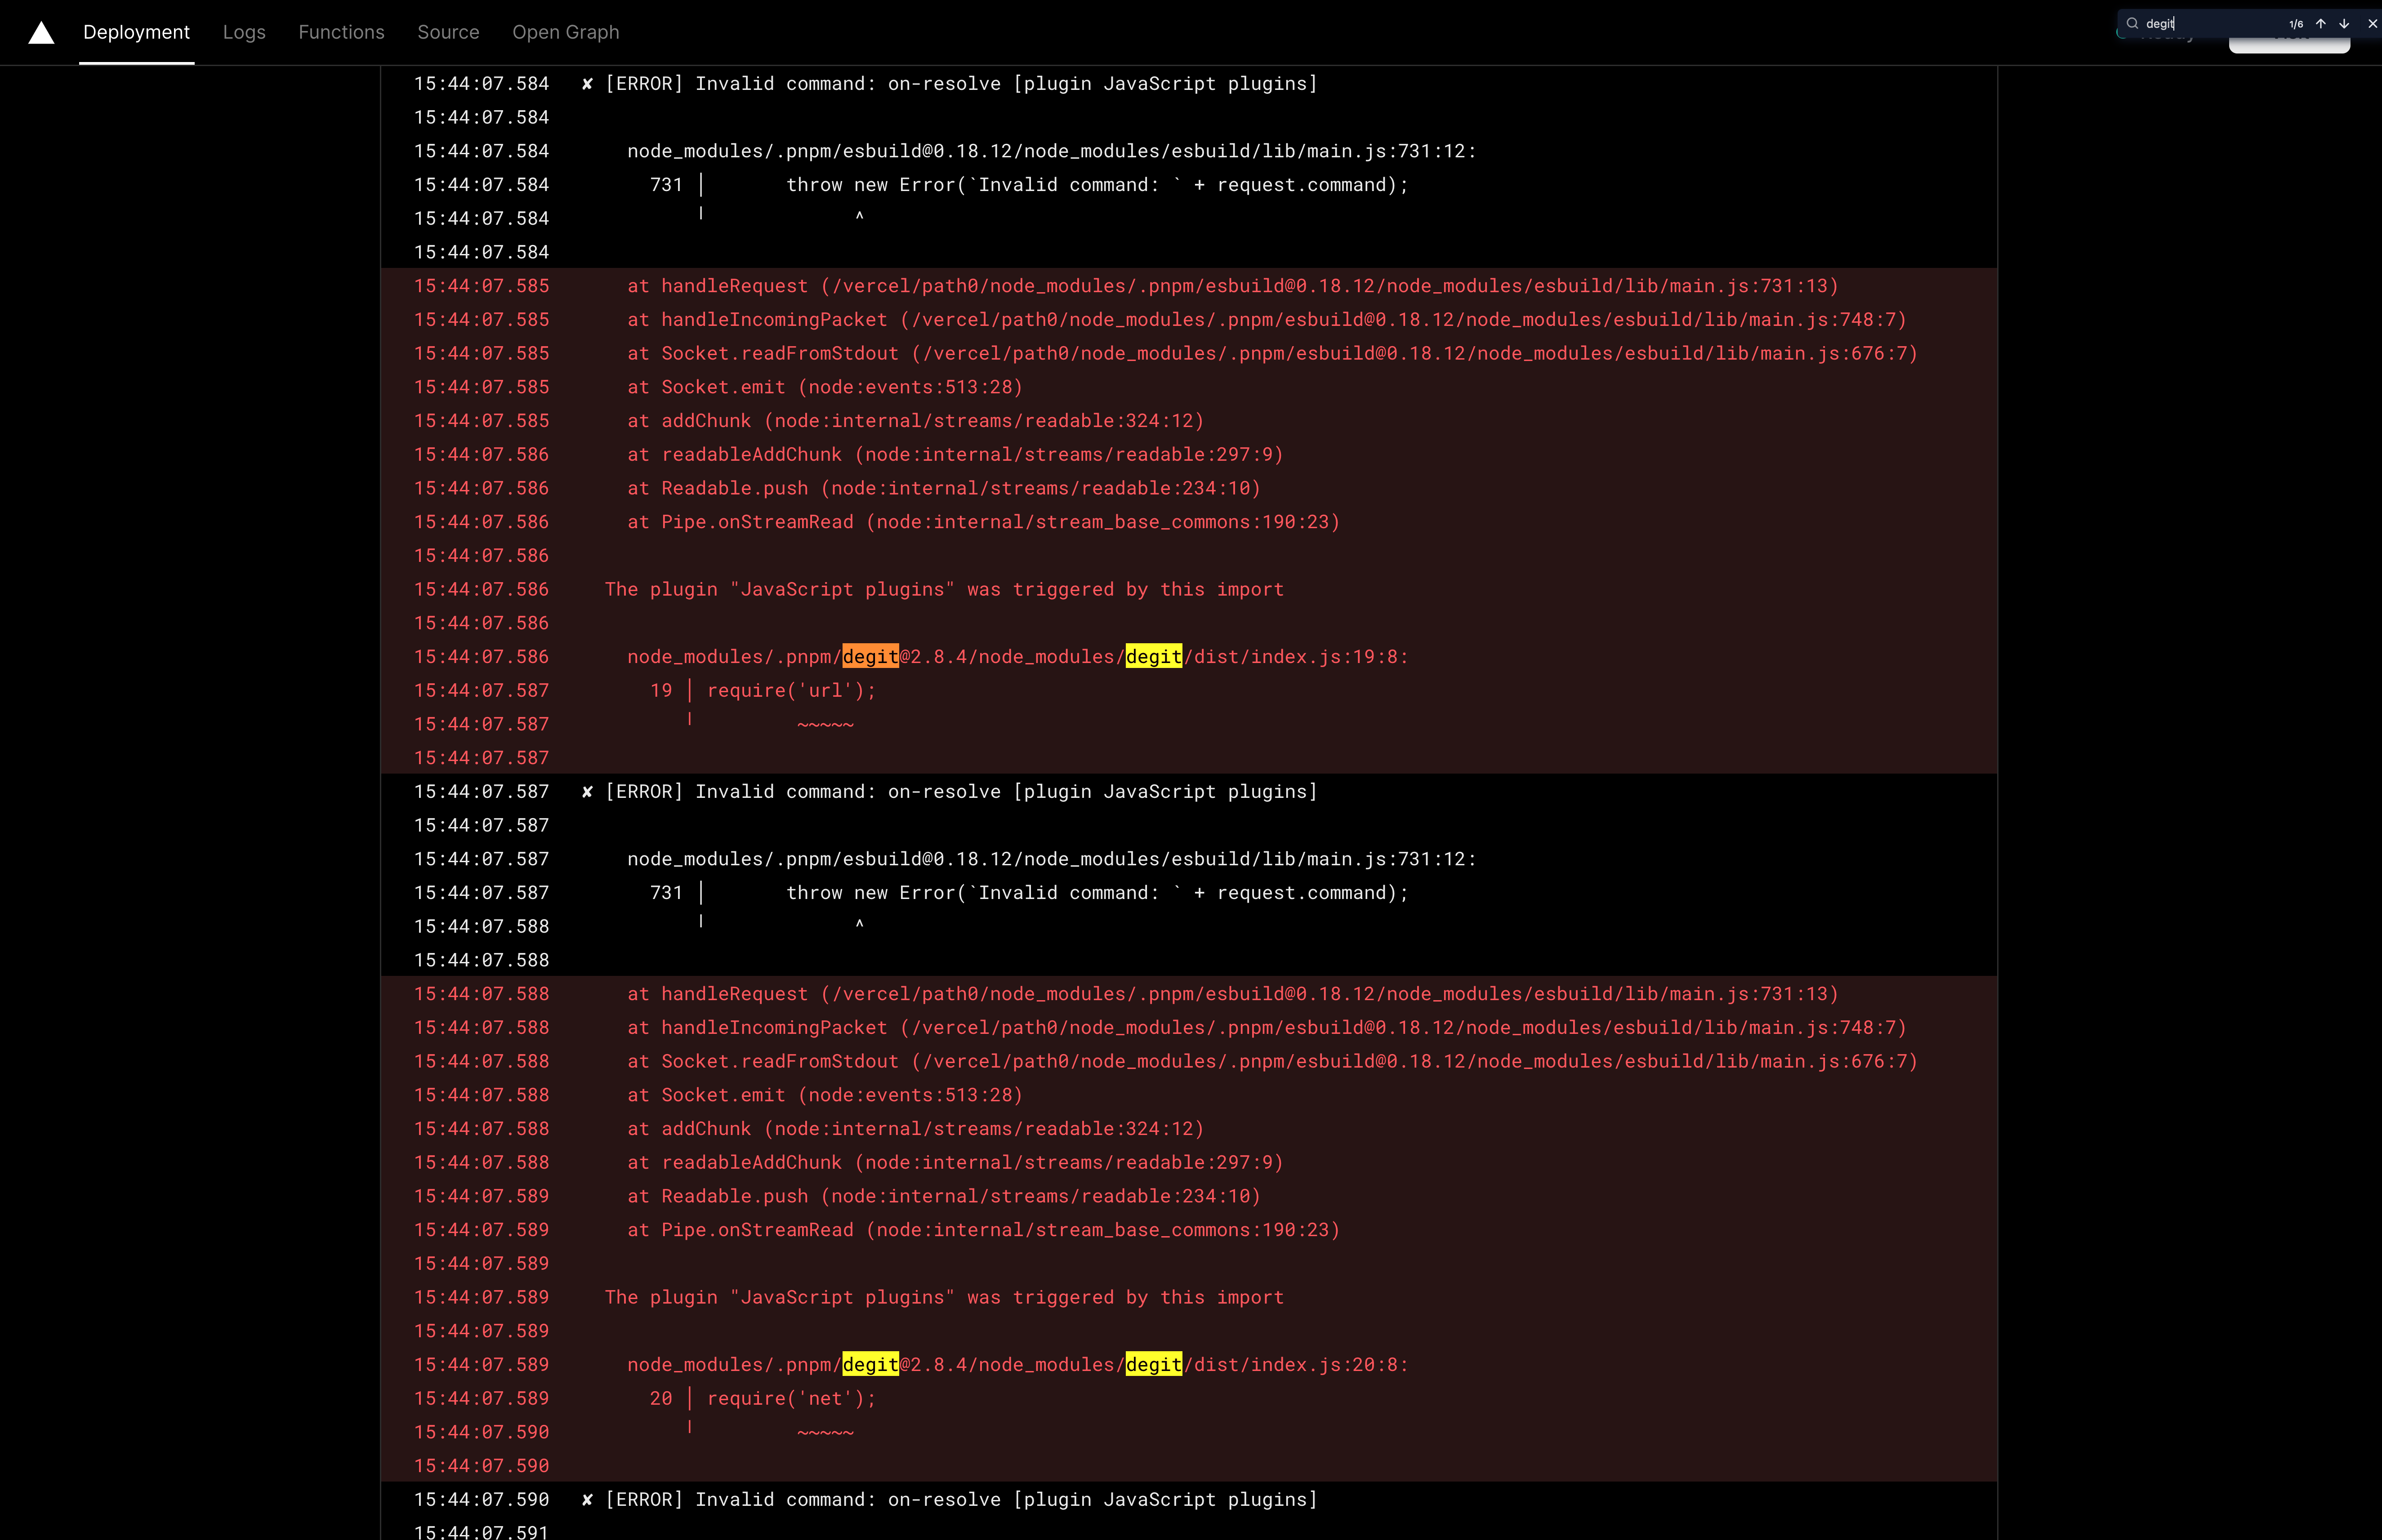 Deployment Logs Functions Source Open Graph degit 1/6
15:44:07.584 ✘ [ERROR] Invalid command: on-resolve [plugin JavaScript plugins]
15:44:07.584
15:44:07.584 node_modules/.pnpm/esbuild@0.18.12/node_modules/esbuild/lib/main.js:731:12:
15:44:07.584 731 │ throw new Error(`Invalid command: ` + request.command);
15:44:07.584 ╵ ^
15:44:07.584
15:44:07.585 at handleRequest (/vercel/path0/node_modules/.pnpm/esbuild@0.18.12/node_modules/esbuild/lib/main.js:731:13)
15:44:07.585 at handleIncomingPacket (/vercel/path0/node_modules/.pnpm/esbuild@0.18.12/node_modules/esbuild/lib/main.js:748:7)
15:44:07.585 at Socket.readFromStdout (/vercel/path0/node_modules/.pnpm/esbuild@0.18.12/node_modules/esbuild/lib/main.js:676:7)
15:44:07.585 at Socket.emit (node:events:513:28)
15:44:07.585 at addChunk (node:internal/streams/readable:324:12)
15:44:07.586 at readableAddChunk (node:internal/streams/readable:297:9)
15:44:07.586 at Readable.push (node:internal/streams/readable:234:10)
15:44:07.586 at Pipe.onStreamRead (node:internal/stream_base_commons:190:23)
15:44:07.586
15:44:07.586 The plugin "JavaScript plugins" was triggered by this import
15:44:07.586
15:44:07.586 node_modules/.pnpm/degit@2.8.4/node_modules/degit/dist/index.js:19:8:
15:44:07.587 19 │ require('url');
15:44:07.587 ╵ ~~~~~
15:44:07.587
15:44:07.587 ✘ [ERROR] Invalid command: on-resolve [plugin JavaScript plugins]
15:44:07.587
15:44:07.587 node_modules/.pnpm/esbuild@0.18.12/node_modules/esbuild/lib/main.js:731:12:
15:44:07.587 731 │ throw new Error(`Invalid command: ` + request.command);
15:44:07.588 ╵ ^
15:44:07.588
15:44:07.588 at handleRequest (/vercel/path0/node_modules/.pnpm/esbuild@0.18.12/node_modules/esbuild/lib/main.js:731:13)
15:44:07.588 at handleIncomingPacket (/vercel/path0/node_modules/.pnpm/esbuild@0.18.12/node_modules/esbuild/lib/main.js:748:7)
15:44:07.588 at Socket.readFromStdout (/vercel/path0/node_modules/.pnpm/esbuild@0.18.12/node_modules/esbuild/lib/main.js:676:7)
15:44:07.588 at Socket.emit (node:events:513:28)
15:44:07.588 at addChunk (node:internal/streams/readable:324:12)
15:44:07.588 at readableAddChunk (node:internal/streams/readable:297:9)
15:44:07.589 at Readable.push (node:internal/streams/readable:234:10)
15:44:07.589 at Pipe.onStreamRead (node:internal/stream_base_commons:190:23)
15:44:07.589
15:44:07.589 The plugin "JavaScript plugins" was triggered by this import
15:44:07.589
15:44:07.589 node_modules/.pnpm/degit@2.8.4/node_modules/degit/dist/index.js:20:8:
15:44:07.589 20 │ require('net');
15:44:07.590 ╵ ~~~~~
15:44:07.590
15:44:07.590 ✘ [ERROR] Invalid command: on-resolve [plugin JavaScript plugins]
15:44:07.591